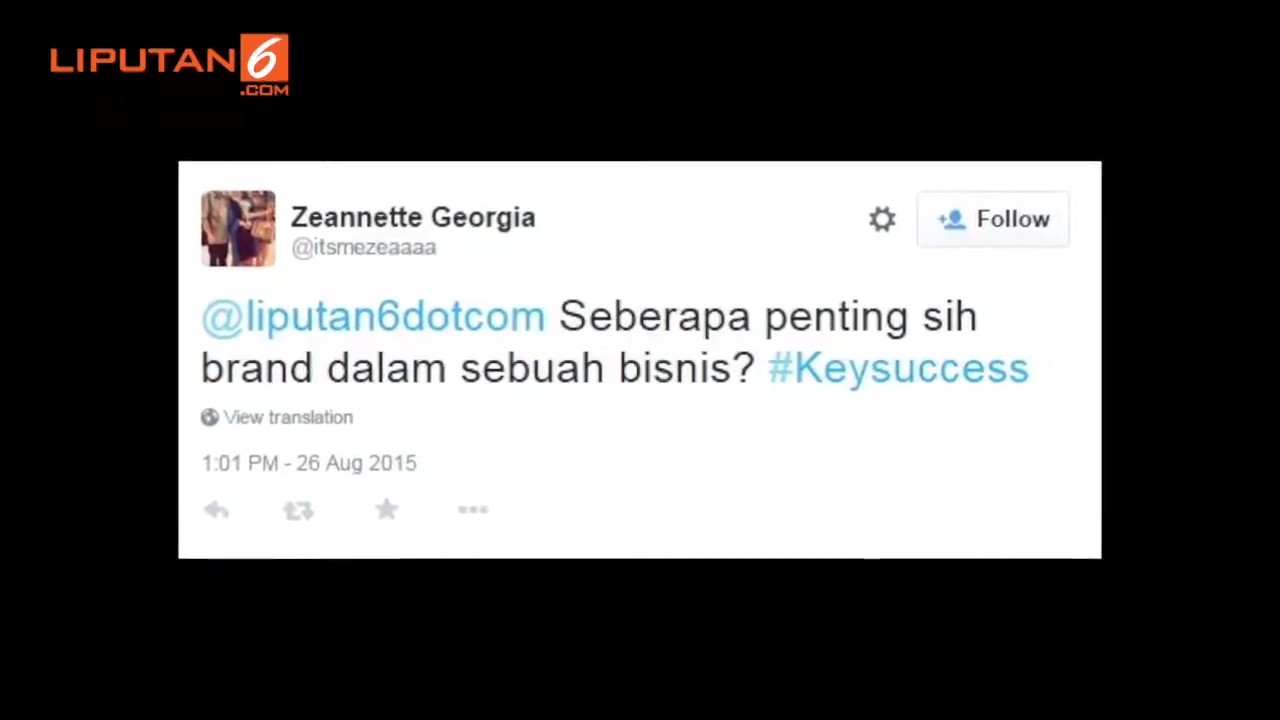 LIPUTAN6
.COM
Zeannette Georgia
@itsmezeaaaa
Follow
@liputan6dotcom Seberapa penting sih
brand dalam sebuah bisnis? #Keysuccess
View translation
1:01 PM - 26 Aug 2015